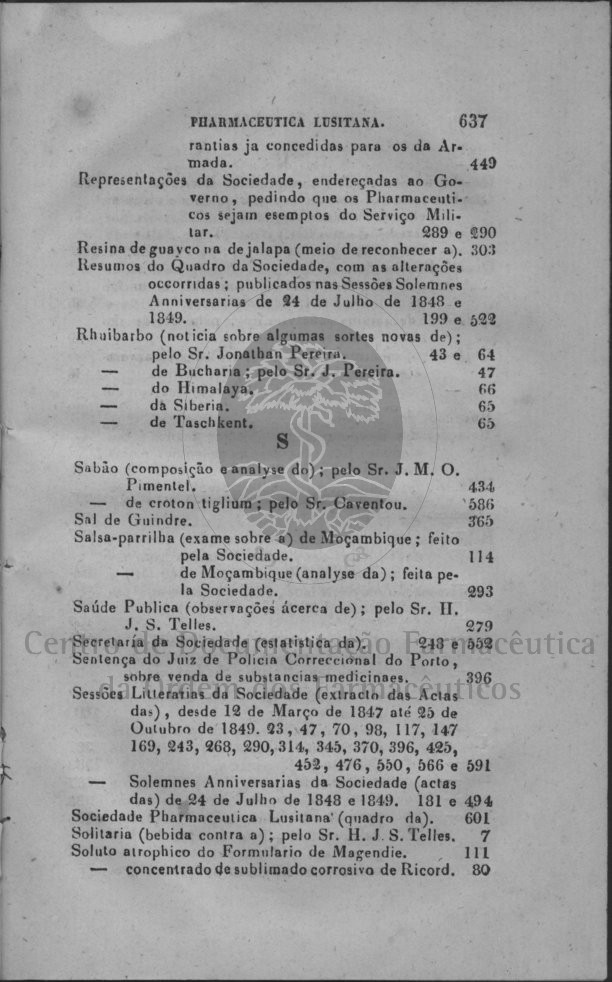 PHARMACEUTICA LUSITANA. 637
rantias ja concedidas para os da Ar-
mada. 449
Representações da Sociedade, endereçadas ao Go-
verno, pedindo que os Pharmaceuti-
cos sejam esemptos do Serviço Mili-
tar. 289 e 290
Resina de guayco na de jalapa (meio de reconhecer a). 303
Resumos do Quadro da Sociedade, com as alterações
occorridas; publicados nas Sessões Solemnes
Anniversarias de 24 de Julho de 1848 e
1849. 199 e 522
Rhuibarbo (noticia sobre algumas sortes novas de);
pelo Sr. Jonathan Pereira. 43 e 64
— de Bucharia; pelo Sr. J. Pereira. 47
— do Himalaya. 66
— da Siberia. 65
— de Taschkent. 65
S
Sabão (composição e analyse do); pelo Sr. J. M. O.
Pimentel. 434
— de croton tiglium; pelo Sr. Caventou. 586
Sal de Guindre. 365
Salsa-parrilha (exame sobre a) de Moçambique; feito
pela Sociedade. 114
— de Moçambique (analyse da); feita pe-
la Sociedade. 293
Saúde Publica (observações ácerca de); pelo Sr. H.
J. S. Telles. 279
Secretaria da Sociedade (estatistica da). 243 e 552
Sentença do Juiz de Policia Correccional do Porto,
sobre venda de substancias medicinaes. 396
Sessões Litterarias da Sociedade (extracto das Actas
das), desde 12 de Março de 1847 até 25 de
Outubro de 1849. 23, 47, 70, 98, 117, 147
169, 243, 268, 290, 314, 345, 370, 396, 425,
452, 476, 550, 566 e 591
— Solemnes Anniversarias da Sociedade (actas
das) de 24 de Julho de 1848 e 1849. 181 e 494
Sociedade Pharmaceutica Lusitana (quadro da). 601
Solitaria (bebida contra a); pelo Sr. H. J. S. Telles. 7
Soluto atrophico do Formulario de Magendie. 111
— concentrado de sublimado corrosivo de Ricord. 80
Centro de Documentação Farmacêutica
da Ordem dos Farmacêuticos